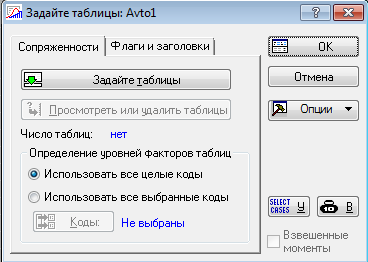 Задайте таблицы: Avto1
?
Сопряженности
Флаги и заголовки
OK
Задайте таблицы
Отмена
Просмотреть или удалить таблицы
Опции
Число таблиц: нет
Определение уровней факторов таблиц
Использовать все целые коды
Использовать все выбранные коды
SELECT CASES У
В
Коды: Не выбраны
Взвешенные моменты